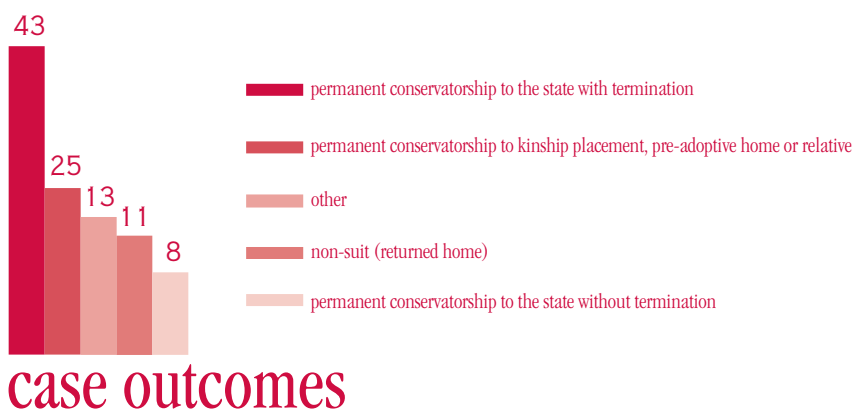 43
25
13
11
8
permanent conservatorship to the state with termination
permanent conservatorship to kinship placement, pre-adoptive home or relative
other
non-suit (returned home)
permanent conservatorship to the state without termination
case outcomes